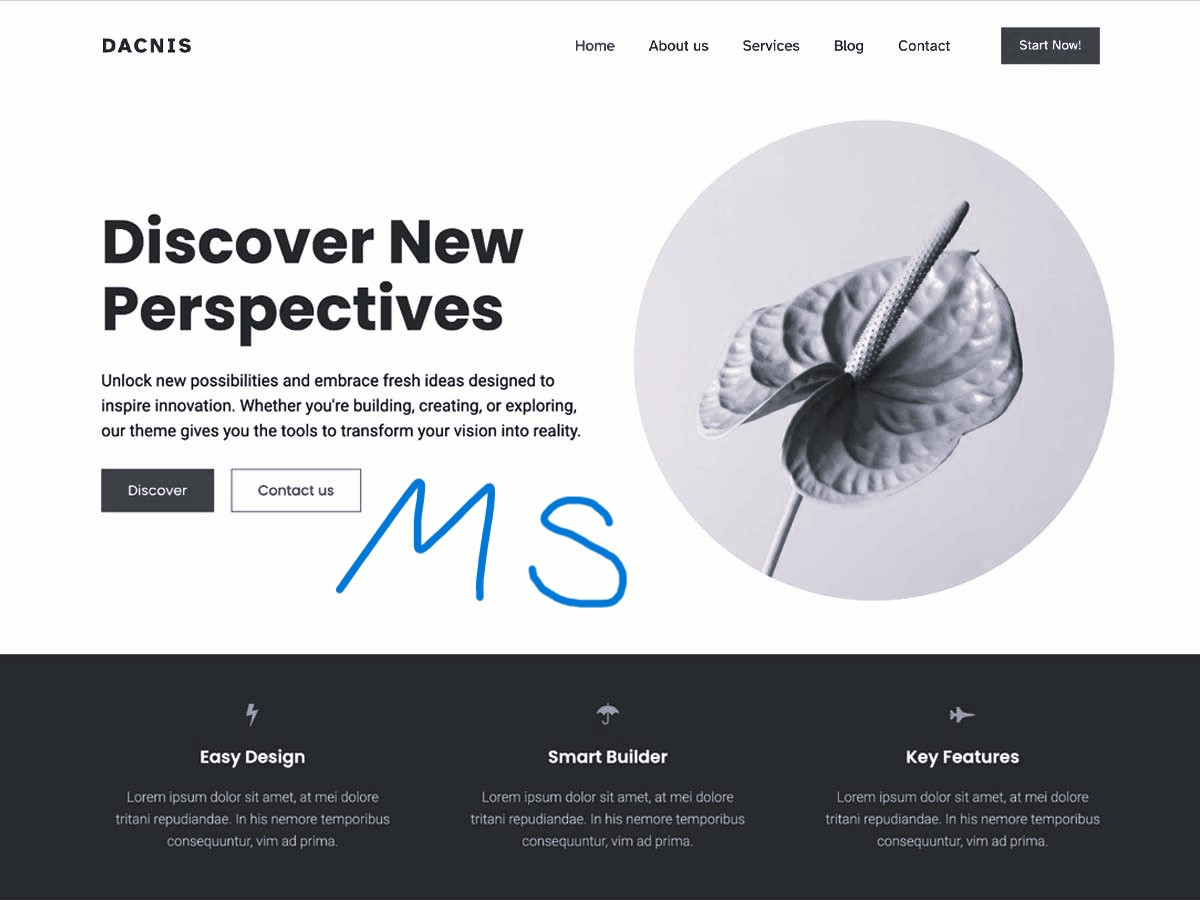 DACNIS
Home About us Services Blog Contact Start Now!
Discover New
Perspectives
Unlock new possibilities and embrace fresh ideas designed to
inspire innovation. Whether you're building, creating, or exploring,
our theme gives you the tools to transform your vision into reality.
Discover Contact us
MS
Easy Design
Lorem ipsum dolor sit amet, at mei dolore
tritani repudiandae. In his nemore temporibus
consequuntur, vim ad prima.
Smart Builder
Lorem ipsum dolor sit amet, at mei dolore
tritani repudiandae. In his nemore temporibus
consequuntur, vim ad prima.
Key Features
Lorem ipsum dolor sit amet, at mei dolore
tritani repudiandae. In his nemore temporibus
consequuntur, vim ad prima.